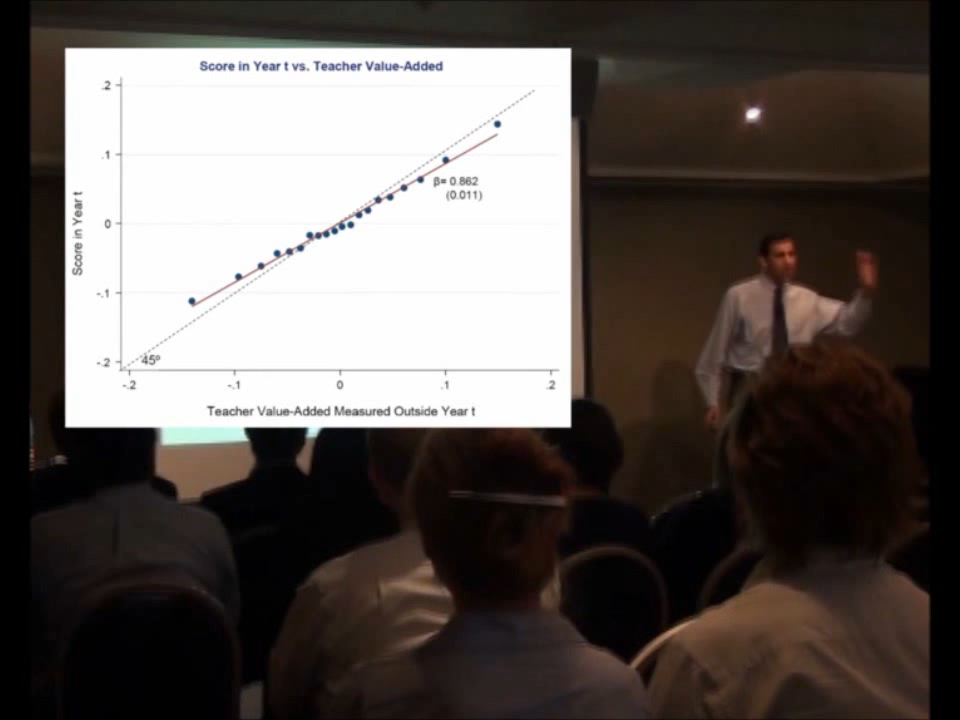 Score in Year t vs. Teacher Value-Added
.2
.1
0
-.1
-.2
Score in Year t
β= 0.862
(0.011)
45º
-.2 -.1 0 .1 .2
Teacher Value-Added Measured Outside Year t